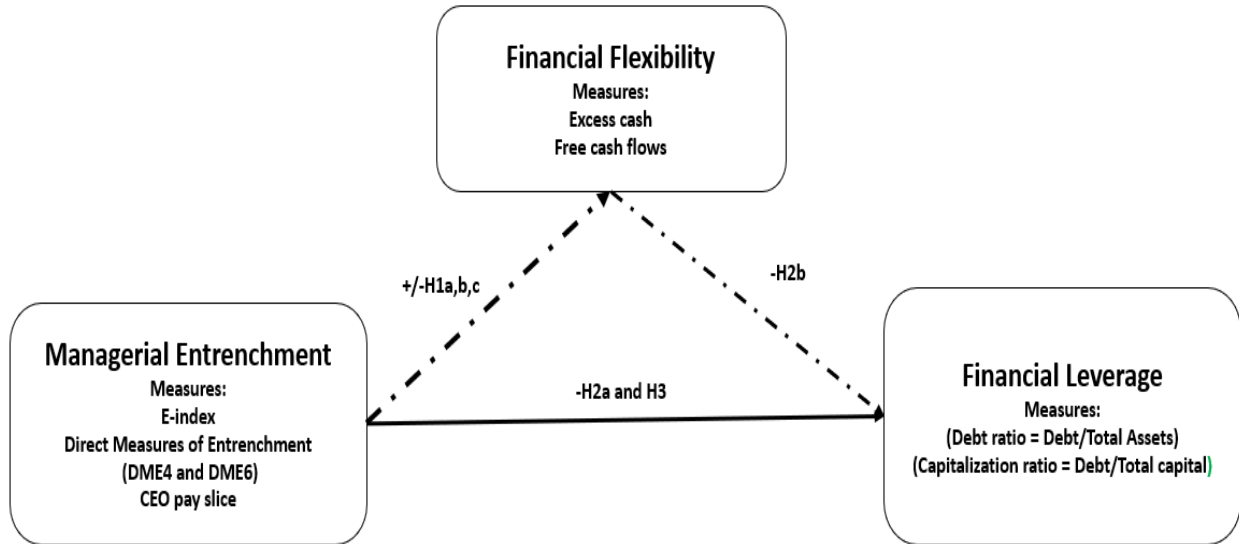 Financial Flexibility
Measures:
Excess cash
Free cash flows
+/-H1a,b,c
-H2b
Managerial Entrenchment
Measures:
E-index
Direct Measures of Entrenchment
(DME4 and DME6)
CEO pay slice
-H2a and H3
Financial Leverage
Measures:
(Debt ratio = Debt/Total Assets)
(Capitalization ratio = Debt/Total capital)